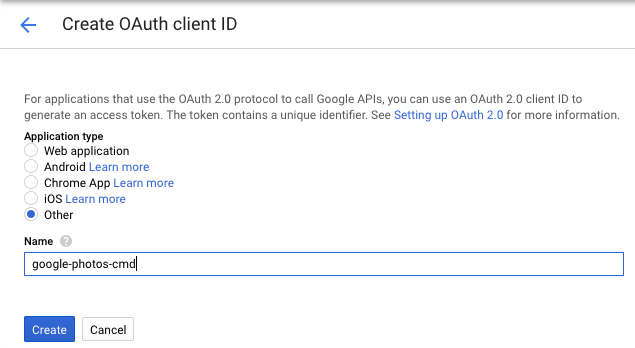 Create OAuth client ID
For applications that use the OAuth 2.0 protocol to call Google APIs, you can use an OAuth 2.0 client ID to
generate an access token. The token contains a unique identifier. See Setting up OAuth 2.0 for more information.
Application type
Web application
Android Learn more
Chrome App Learn more
iOS Learn more
Other
Name ?
google-photos-cmd
Create Cancel